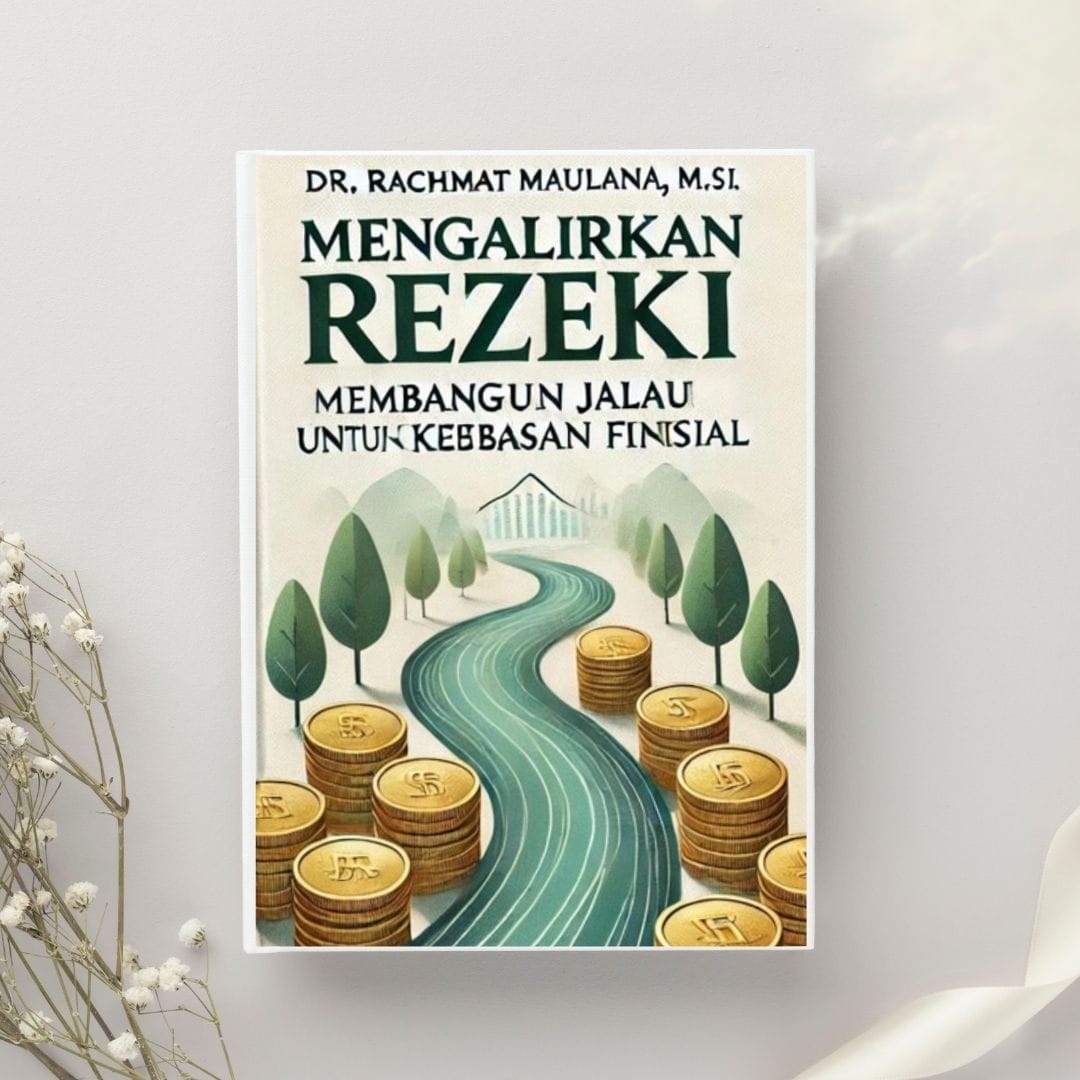 DR. RACHMAT MAULANA, M.SI.
MENGALIRKAN
REZEKI
MEMBANGUN JALAU
UNTUK KEBBASAN FINISIAL